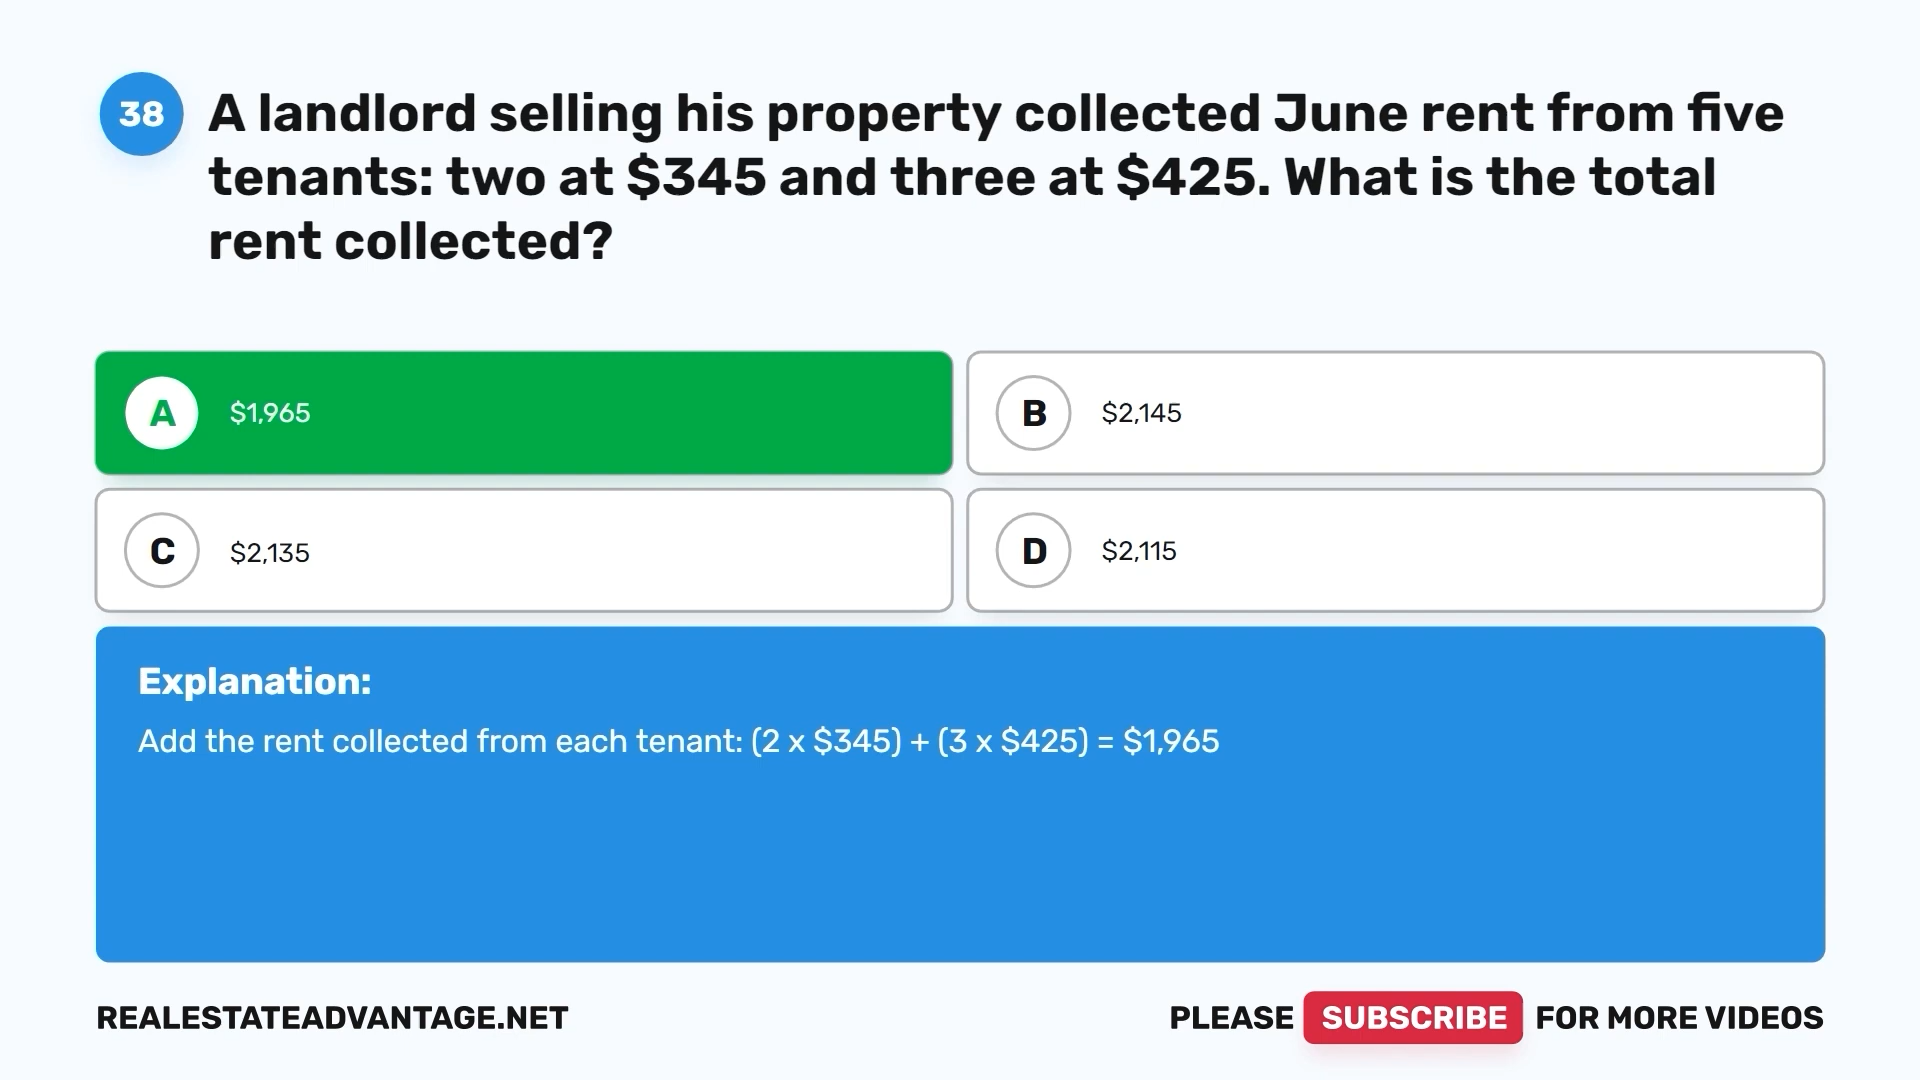 38
A landlord selling his property collected June rent from five
tenants: two at $345 and three at $425. What is the total
rent collected?
A $1,965
B $2,145
C $2,135
D $2,115
Explanation:
Add the rent collected from each tenant: (2 x $345) + (3 x $425) = $1,965
REALESTATEADVANTAGE.NET
PLEASE SUBSCRIBE FOR MORE VIDEOS